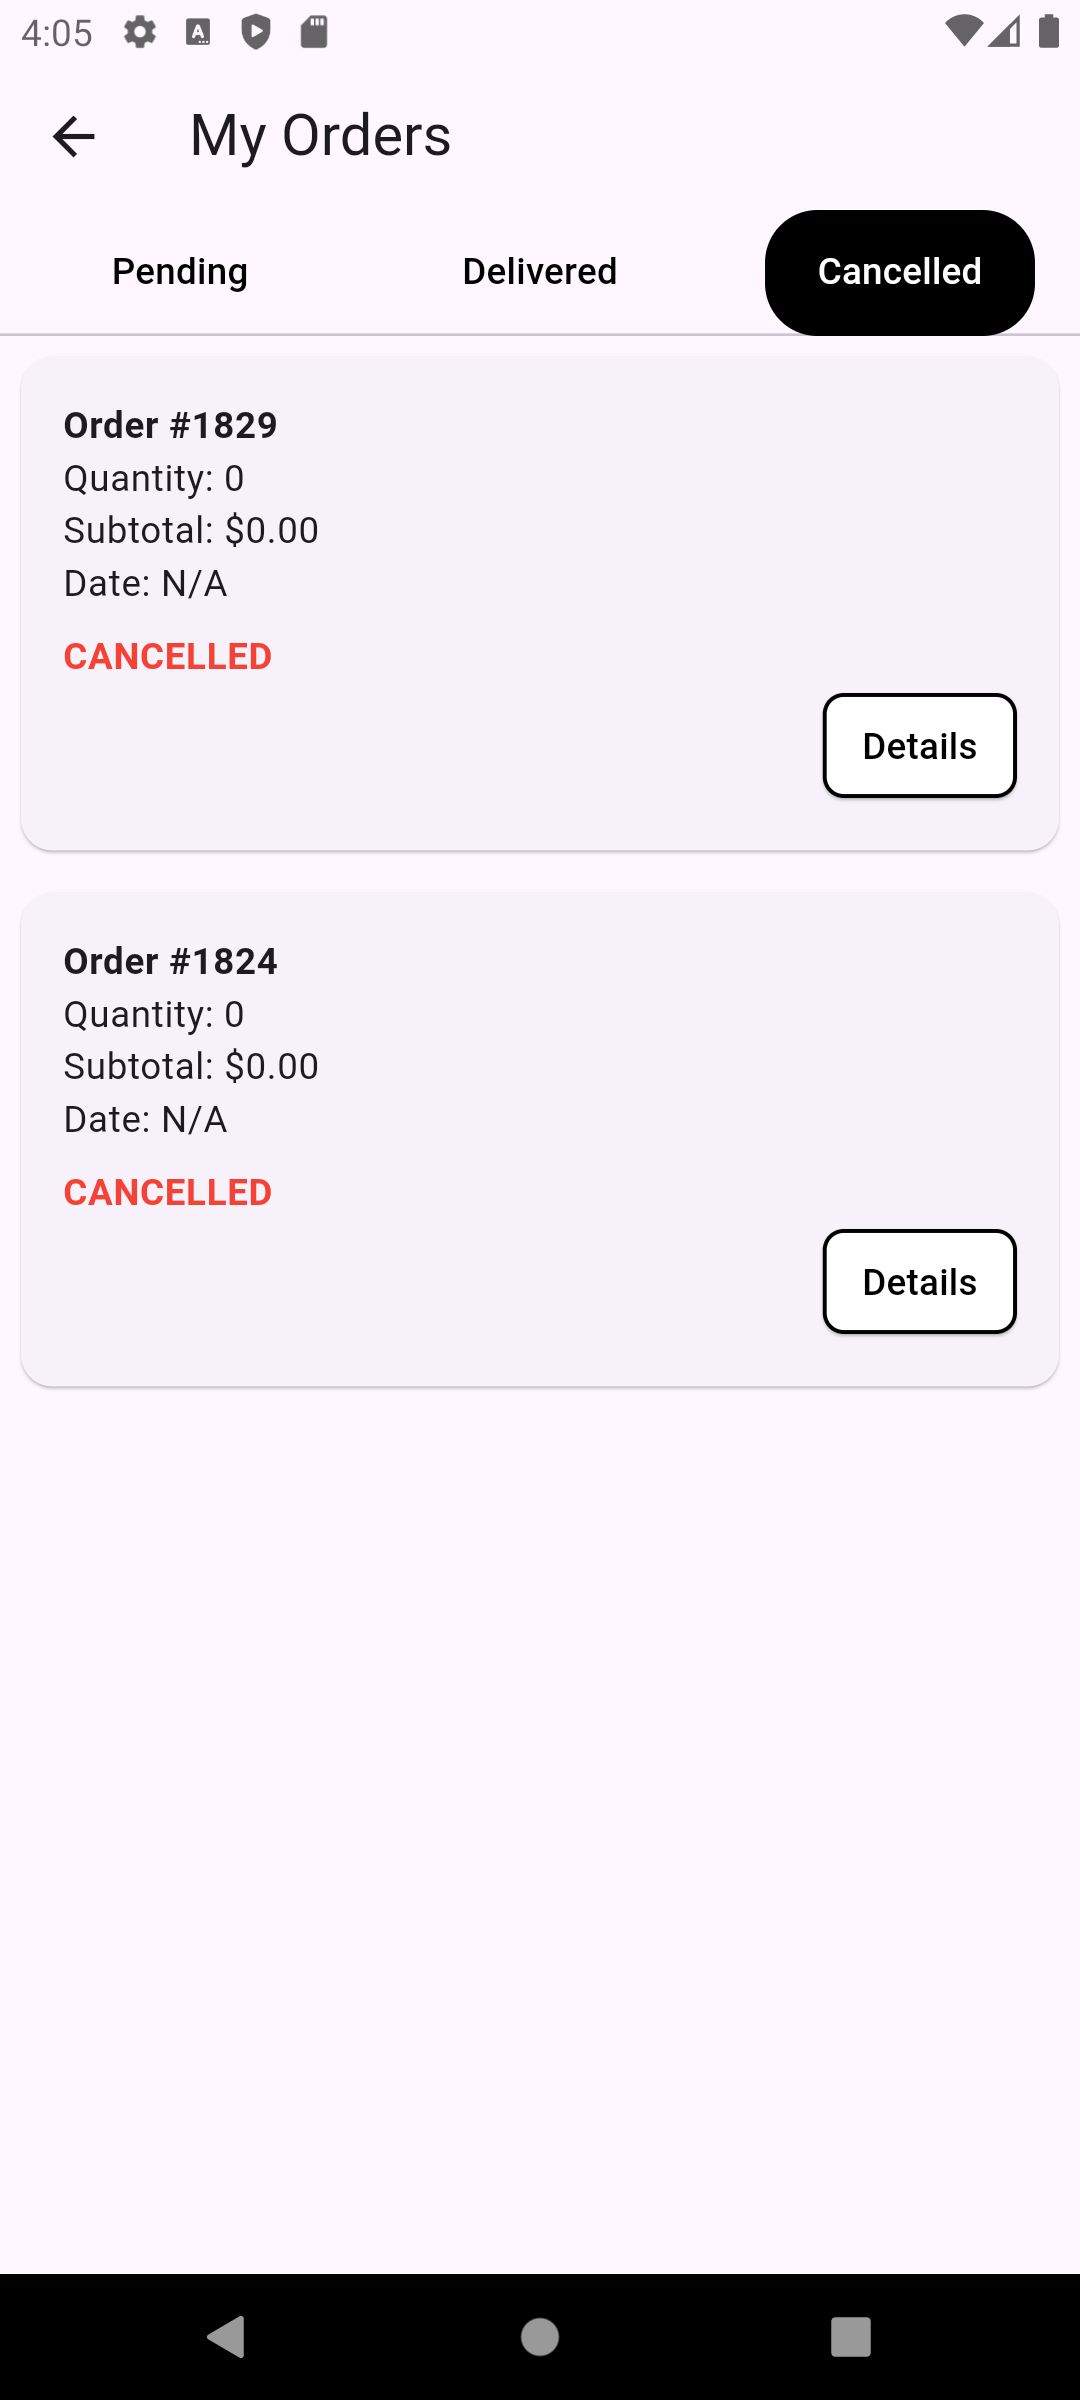 4:05
My Orders
Pending Delivered Cancelled
Order #1829
Quantity: 0
Subtotal: $0.00
Date: N/A
CANCELLED
Details
Order #1824
Quantity: 0
Subtotal: $0.00
Date: N/A
CANCELLED
Details